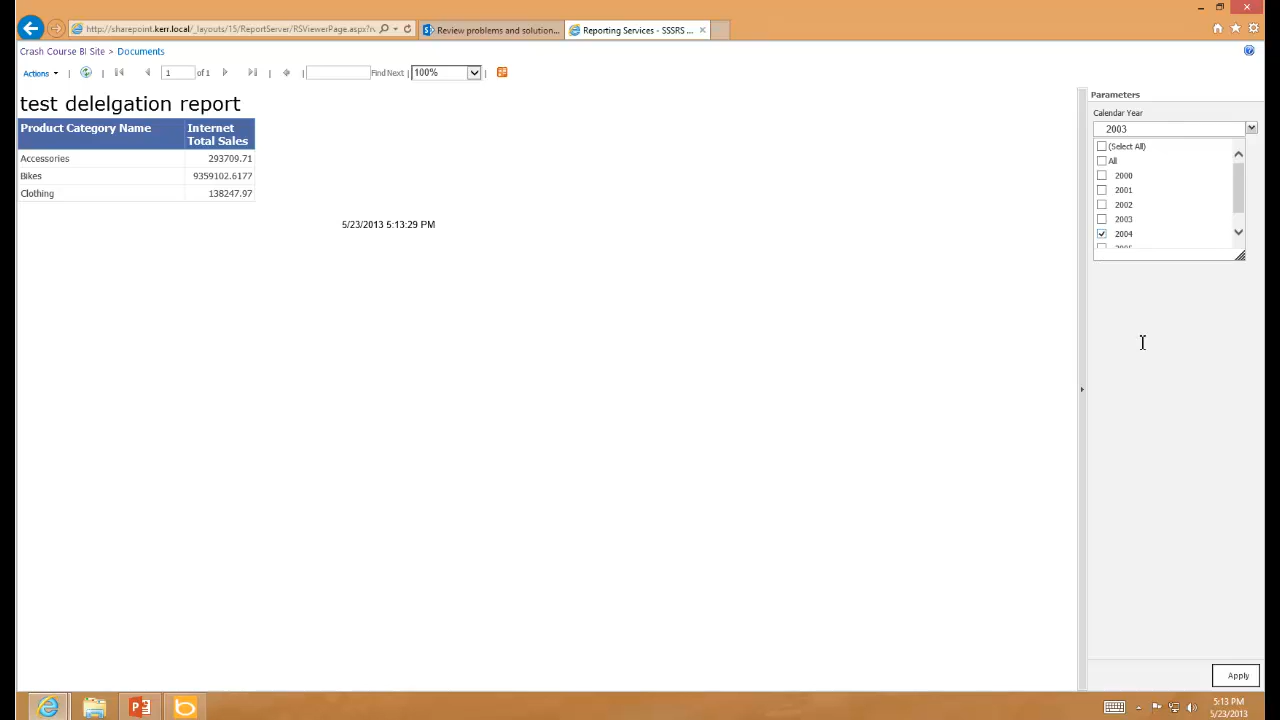 http://sharepoint.kerr.local/_layouts/15/ReportServer/RSViewerPage.aspx?rv
Review problems and solution...
Reporting Services - SSSRS ...
Crash Course BI Site > Documents
Actions
1
of 1
Find Next
100%
test delelgation report
Product Category Name
Internet Total Sales
Accessories 293709.71
Bikes 9359102.6177
Clothing 138247.97
5/23/2013 5:13:29 PM
Parameters
Calendar Year
2003
(Select All)
All
2000
2001
2002
2003
2004
Apply
5:13 PM
5/23/2013